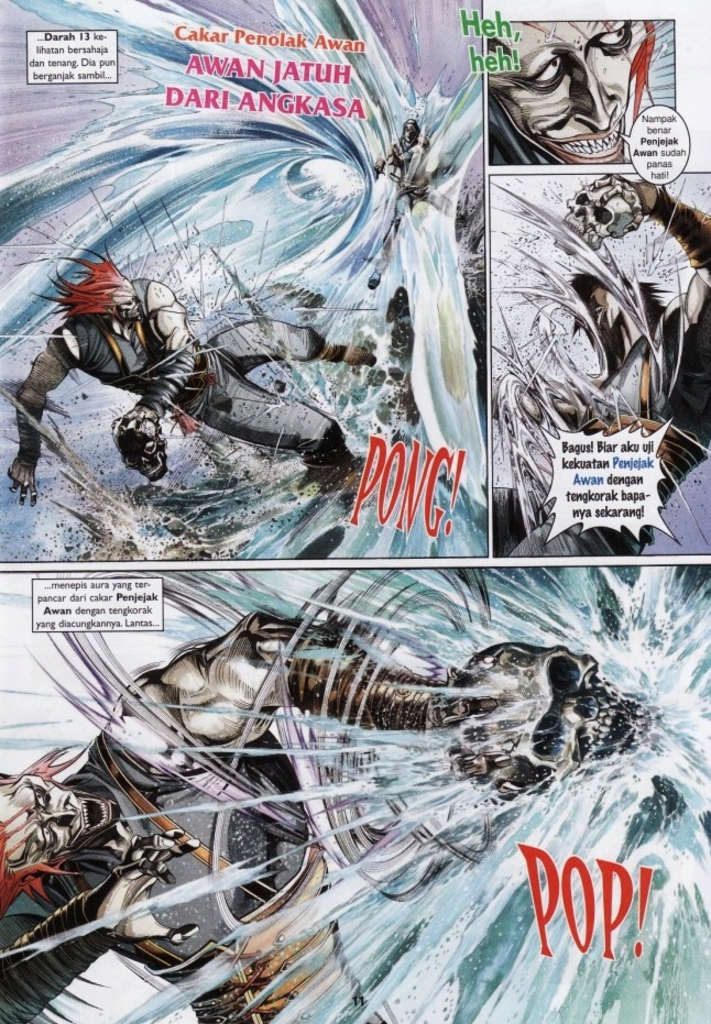 ...Darah 13 ke-
lihatan bersahaja
dan tenang. Dia pun
berganjak sambil...
Cakar Penolak Awan
AWAN JATUH
DARI ANGKASA
PONG!
Heh,
heh!
Nampak
benar
Penjejak
Awan sudah
panas
hati!
Bagus! Biar aku uji
kekuatan Penjejak
Awan dengan
tengkorak bapa-
nya sekarang!
...menepis aura yang ter-
pancar dari cakar Penjejak
Awan dengan tengkorak
yang diacungkannya. Lantas...
POP!
11